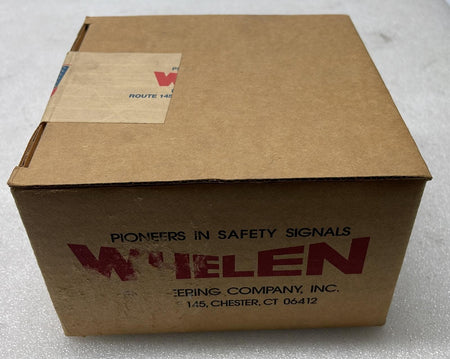 W
ROUTE 145
PIONEERS IN SAFETY SIGNALS
WHELEN
EERING COMPANY, INC.
145, CHESTER, CT 06412